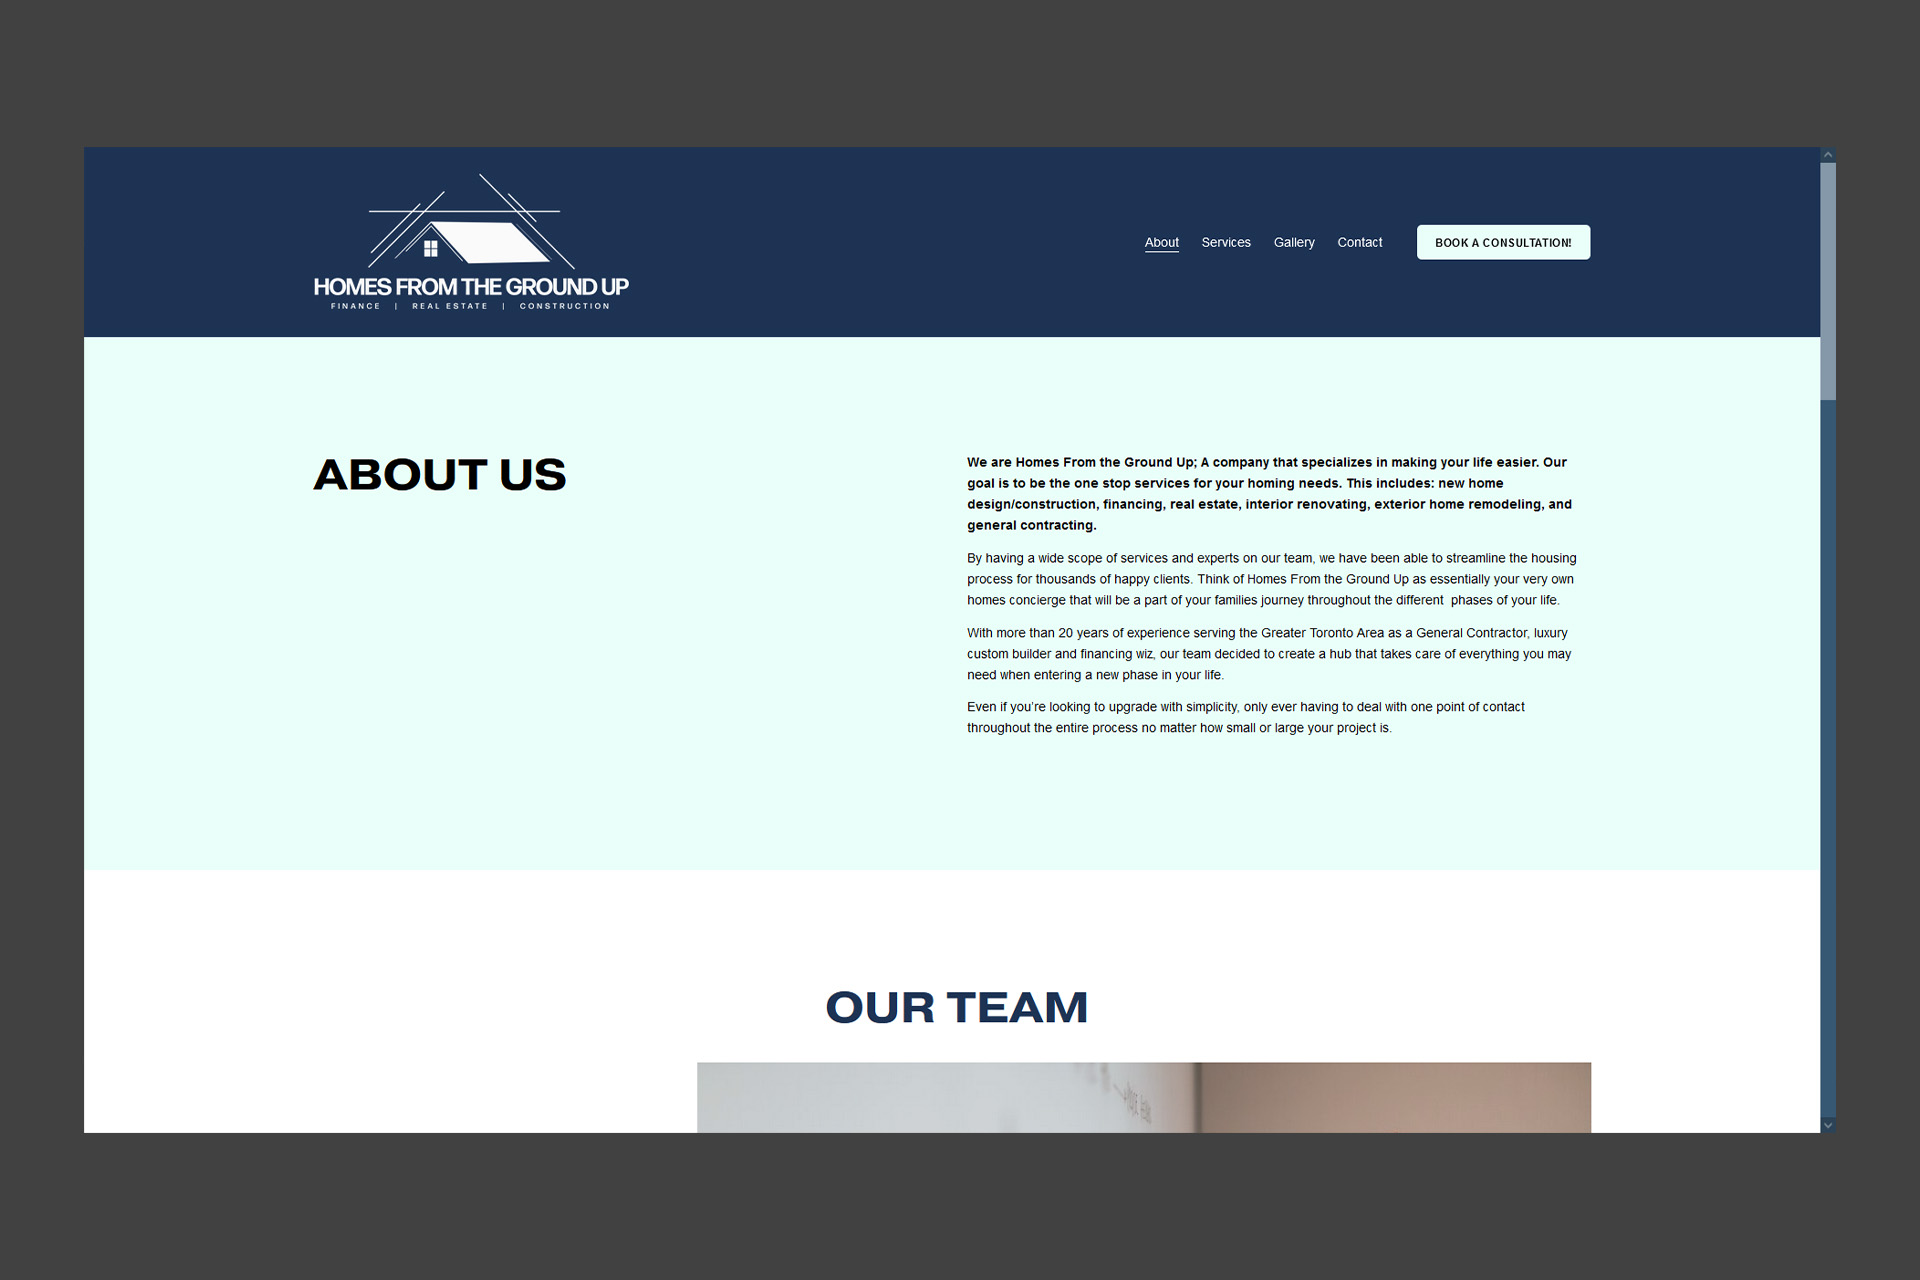 HOMES FROM THE GROUND UP
FINANCE | REAL ESTATE | CONSTRUCTION
About Services Gallery Contact BOOK A CONSULTATION!
ABOUT US
We are Homes From the Ground Up; A company that specializes in making your life easier. Our
goal is to be the one stop services for your homing needs. This includes: new home
design/construction, financing, real estate, interior renovating, exterior home remodeling, and
general contracting.
By having a wide scope of services and experts on our team, we have been able to streamline the housing
process for thousands of happy clients. Think of Homes From the Ground Up as essentially your very own
homes concierge that will be a part of your families journey throughout the different  phases of your life.
With more than 20 years of experience serving the Greater Toronto Area as a General Contractor, luxury
custom builder and financing wiz, our team decided to create a hub that takes care of everything you may
need when entering a new phase in your life.
Even if you’re looking to upgrade with simplicity, only ever having to deal with one point of contact
throughout the entire process no matter how small or large your project is.
OUR TEAM